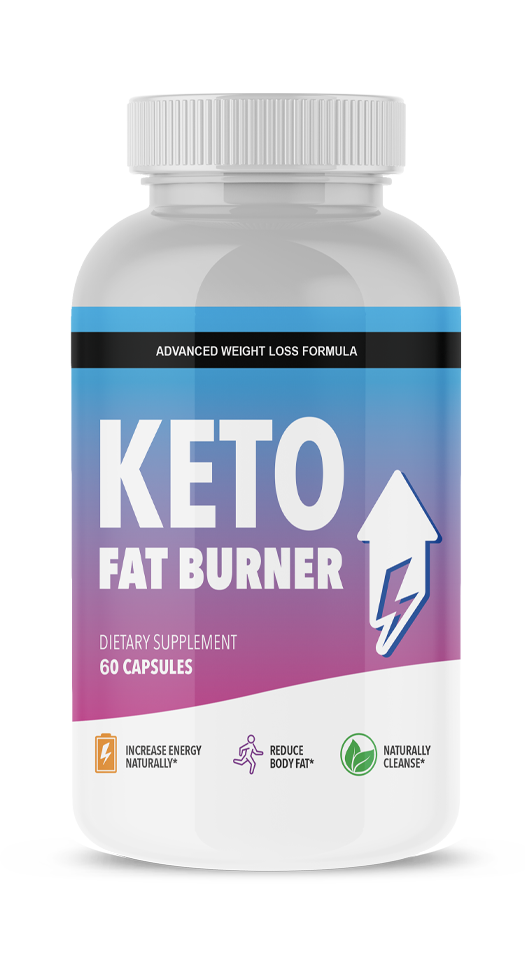 ADVANCED WEIGHT LOSS FORMULA
KETO
FAT BURNER
DIETARY SUPPLEMENT
60 CAPSULES
INCREASE ENERGY
NATURALLY*
REDUCE
BODY FAT*
NATURALLY
CLEANSE*